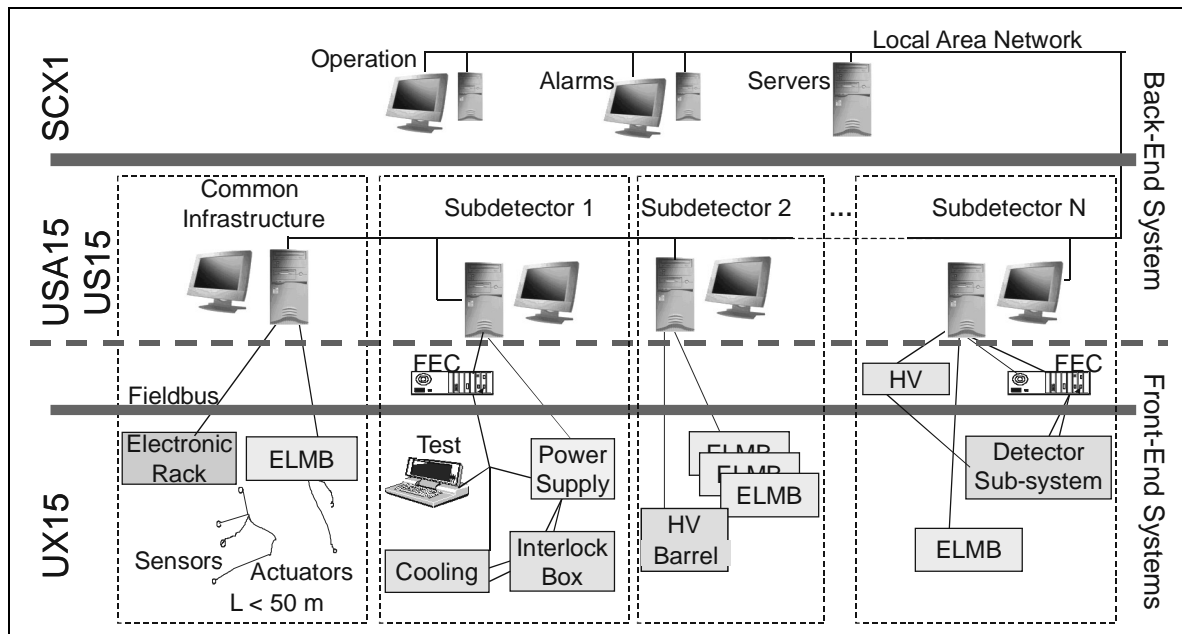 Local Area Network
Operation
Alarms
Servers
SCX1
Back-End System
Common
Infrastructure
Subdetector 1
Subdetector 2
...
Subdetector N
USA15
US15
FEC
HV
FEC
Fieldbus
Front-End Systems
Electronic
Rack
ELMB
Test
Power
Supply
ELMB
ELMB
ELMB
Detector
Sub-system
UX15
HV
Barrel
Interlock
Box
Cooling
ELMB
Sensors
Actuators
L < 50 m